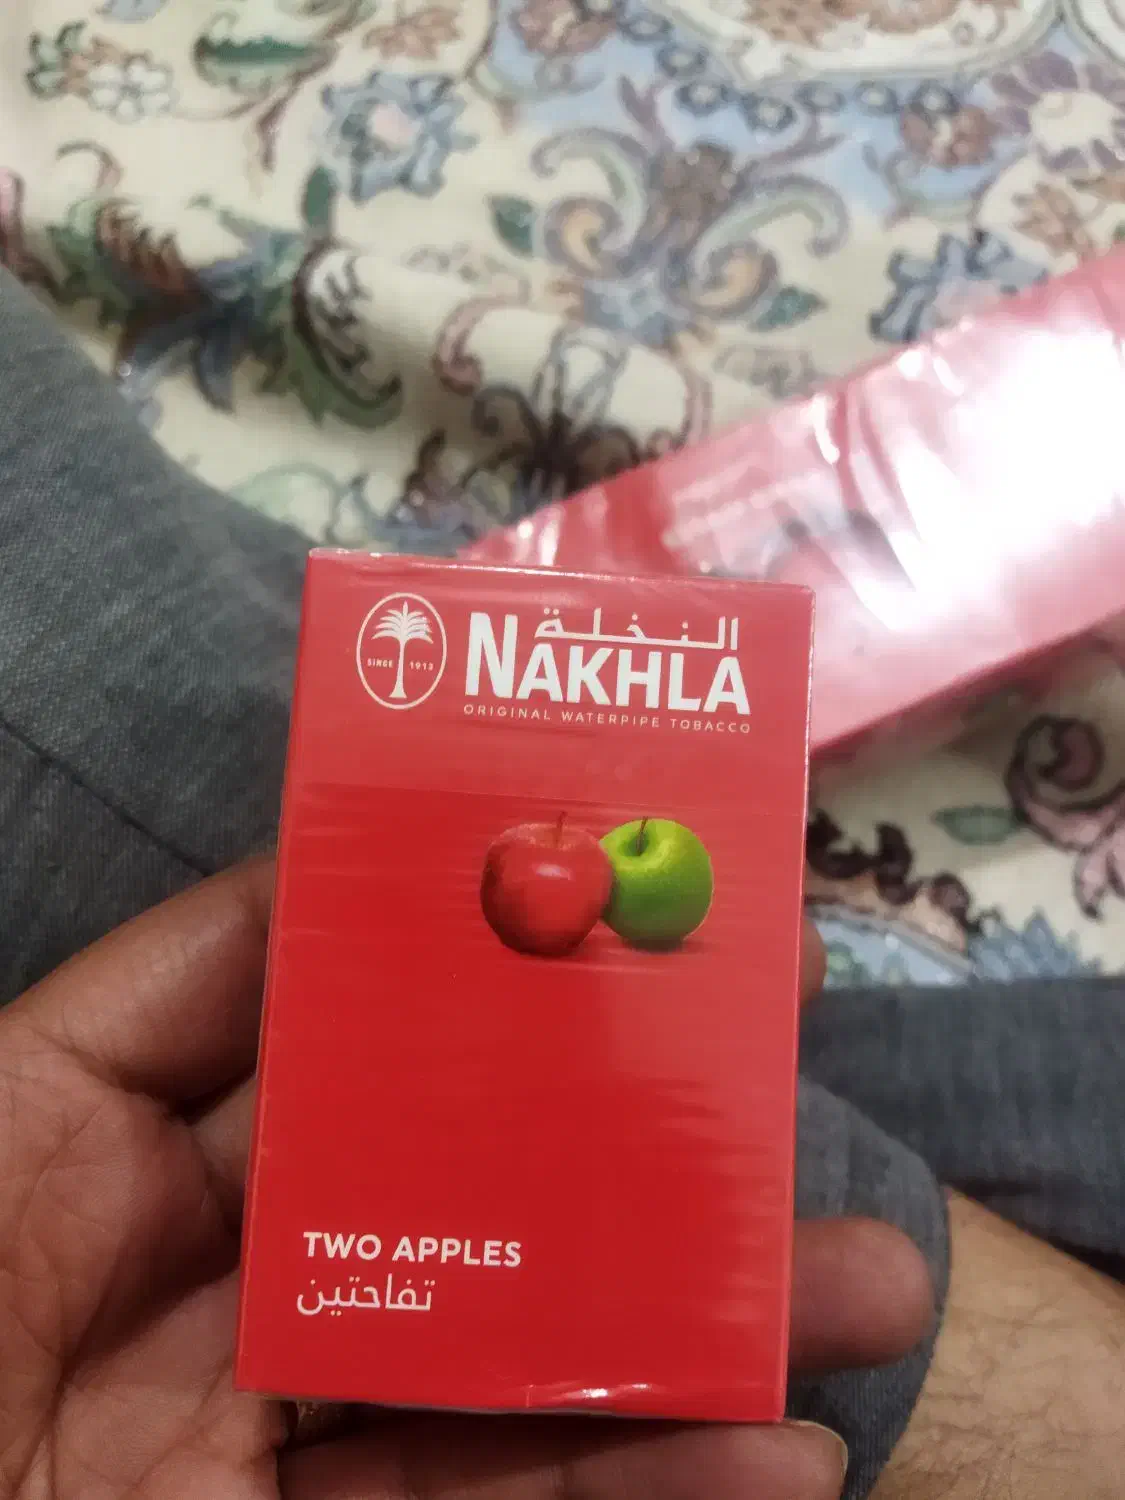 النخلة
SINCE 1913
NAKHLA
ORIGINAL WATERPIPE TOBACCO
TWO APPLES
تفاحتين